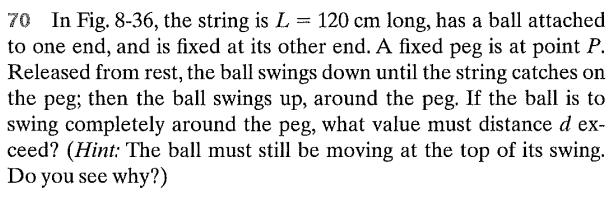 70 In Fig. 8-36, the string is L = 120 cm long, has a ball attached
to one end, and is fixed at its other end. A fixed peg is at point P.
Released from rest, the ball swings down until the string catches on
the peg; then the ball swings up, around the peg. If the ball is to
swing completely around the peg, what value must distance d ex-
ceed? (Hint: The ball must still be moving at the top of its swing.
Do you see why?)